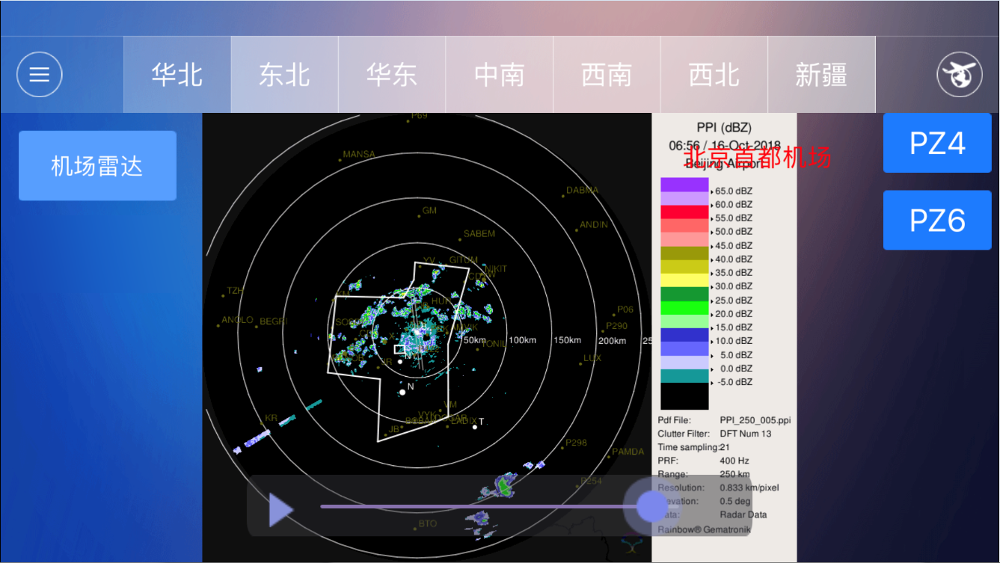 华北 东北 华东 中南 西南 西北 新疆
机场雷达
PZ4
PZ6
PPI (dBZ)
06:56 / 16-Oct-2018
Beijing Airport
北京首都机场
65.0 dBZ
60.0 dBZ
55.0 dBZ
50.0 dBZ
45.0 dBZ
40.0 dBZ
35.0 dBZ
30.0 dBZ
25.0 dBZ
20.0 dBZ
15.0 dBZ
10.0 dBZ
5.0 dBZ
0.0 dBZ
-5.0 dBZ
Pdf File: PPI_250_005.ppi
Clutter Filter: DFT Num 13
Time sampling:21
PRF: 400 Hz
Range: 250 km
Resolution: 0.833 km/pixel
evation: 0.5 deg
ata: Radar Data
Rainbow® Gematronik
P69
MANSA
DABMA
GM
ANDIN
SABEM
YV GITUM
NIKIT
TZH
HUR
P06
ANOLO BEGRI
P290
50km 100km 150km 200km 25
TONIL
LUX
JR
N
VM
VYK
KR
T
JB
P298
PAMDA
P254
BTO